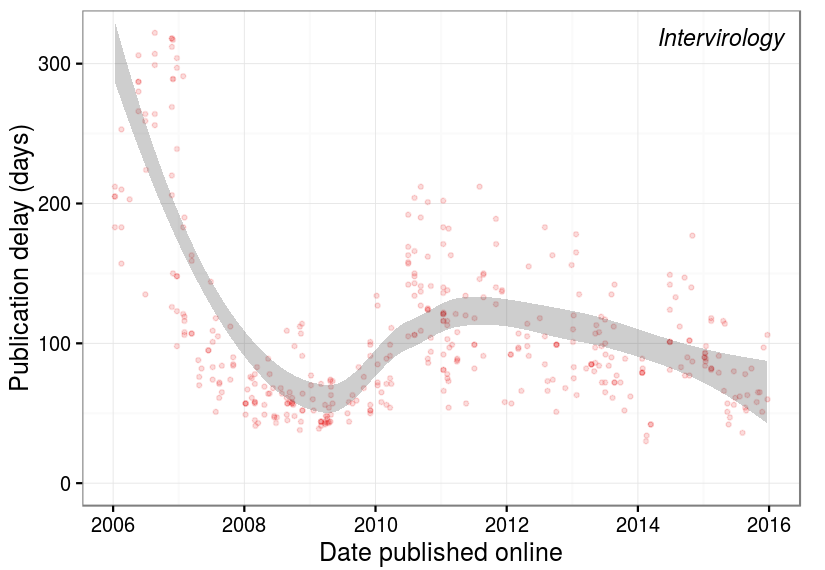 Intervirology
Publication delay (days)
300
200
100
0
2006 2008 2010 2012 2014 2016
Date published online